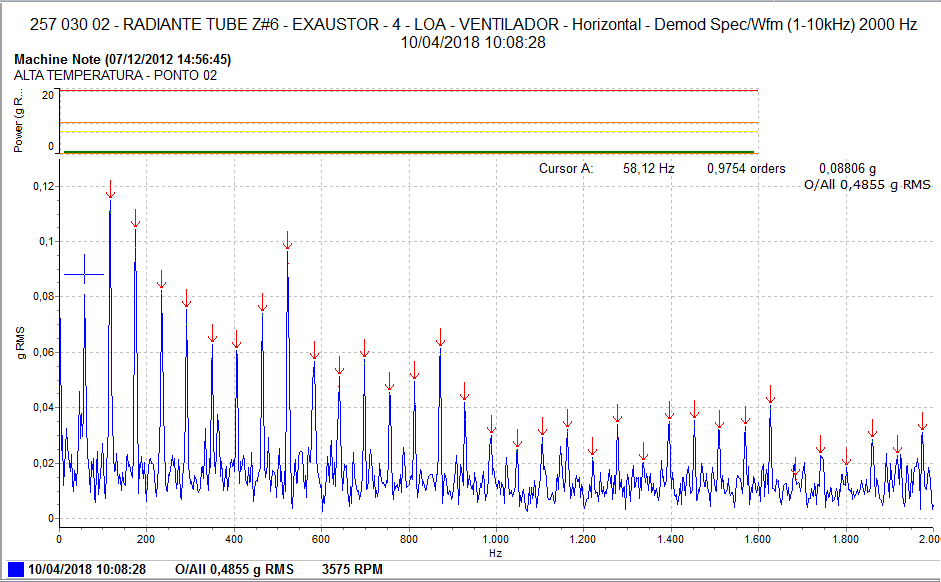 257 030 02 - RADIANTE TUBE Z#6 - EXAUSTOR - 4 - LOA - VENTILADOR - Horizontal - Demod Spec/Wfm (1-10kHz) 2000 Hz
10/04/2018 10:08:28
Machine Note (07/12/2012 14:56:45)
ALTA TEMPERATURA - PONTO 02
Power (g R...
20
0
Cursor A: 58,12 Hz 0,9754 orders 0,08806 g
O/All 0,4855 g RMS
g RMS
0,12
0,1
0,08
0,06
0,04
0,02
0
0 200 400 600 800 1.000 1.200 1.400 1.600 1.800 2.00
Hz
10/04/2018 10:08:28 O/All 0,4855 g RMS 3575 RPM